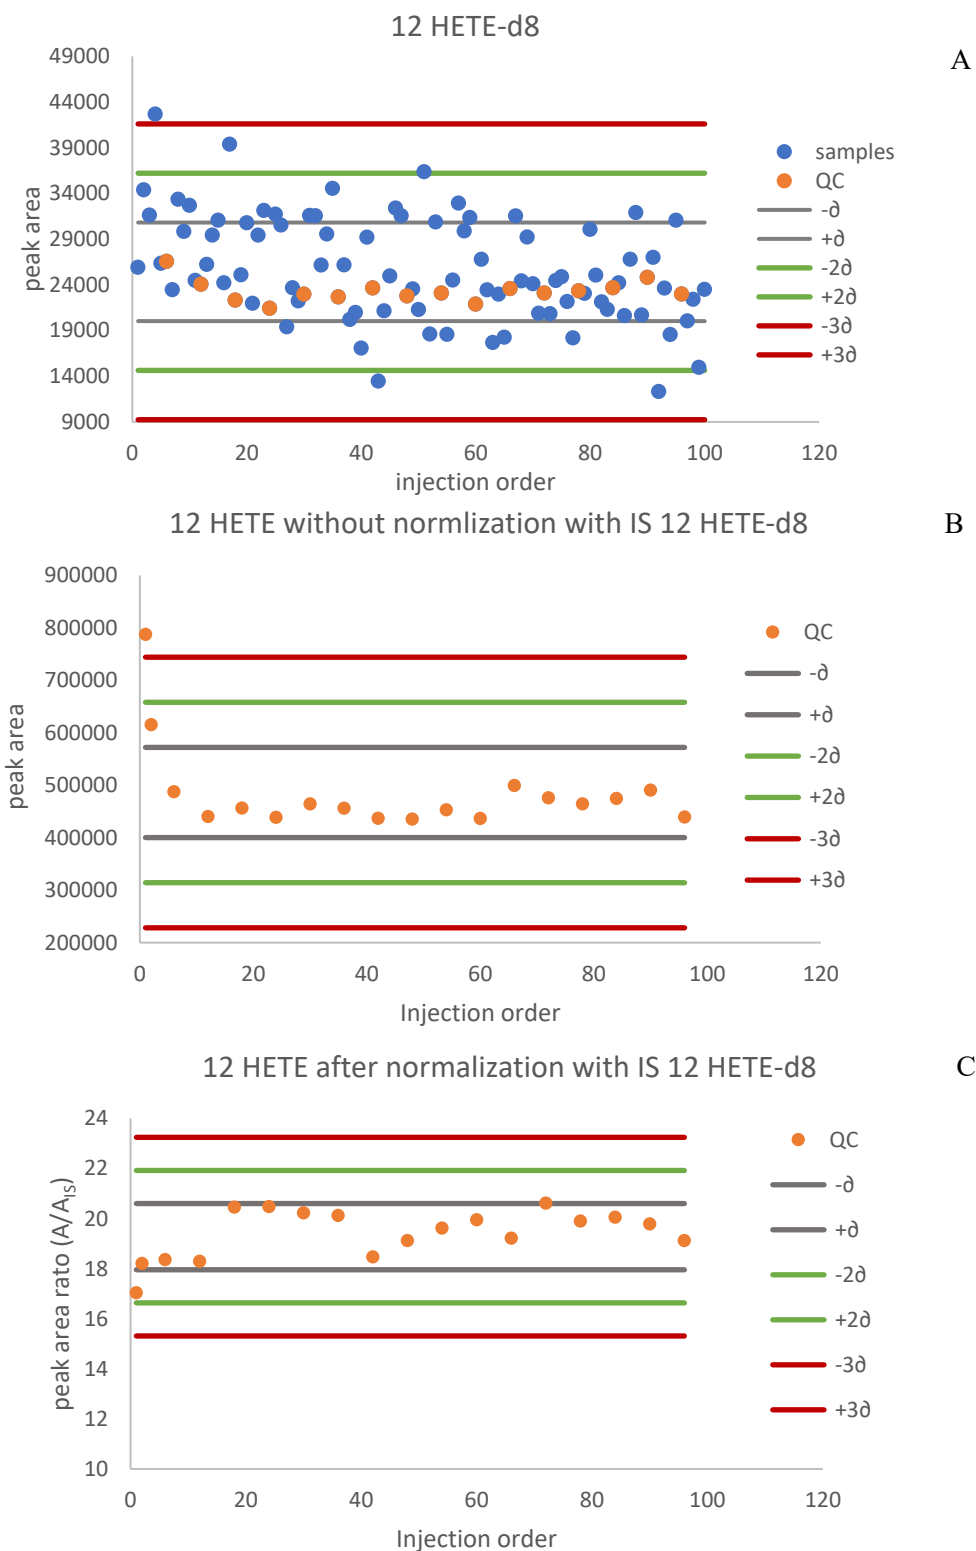 12 HETE-d8
A
49000
44000
39000
34000
29000
24000
19000
14000
9000
peak area
0 20 40 60 80 100 120
injection order
samples
QC
-∂
+∂
-2∂
+2∂
-3∂
+3∂
12 HETE without normlization with IS 12 HETE-d8
B
900000
800000
700000
600000
500000
400000
300000
200000
peak area
0 20 40 60 80 100 120
Injection order
QC
-∂
+∂
-2∂
+2∂
-3∂
+3∂
12 HETE after normalization with IS 12 HETE-d8
C
24
22
20
18
16
14
12
10
peak area rato (A/A_IS)
0 20 40 60 80 100 120
Injection order
QC
-∂
+∂
-2∂
+2∂
-3∂
+3∂